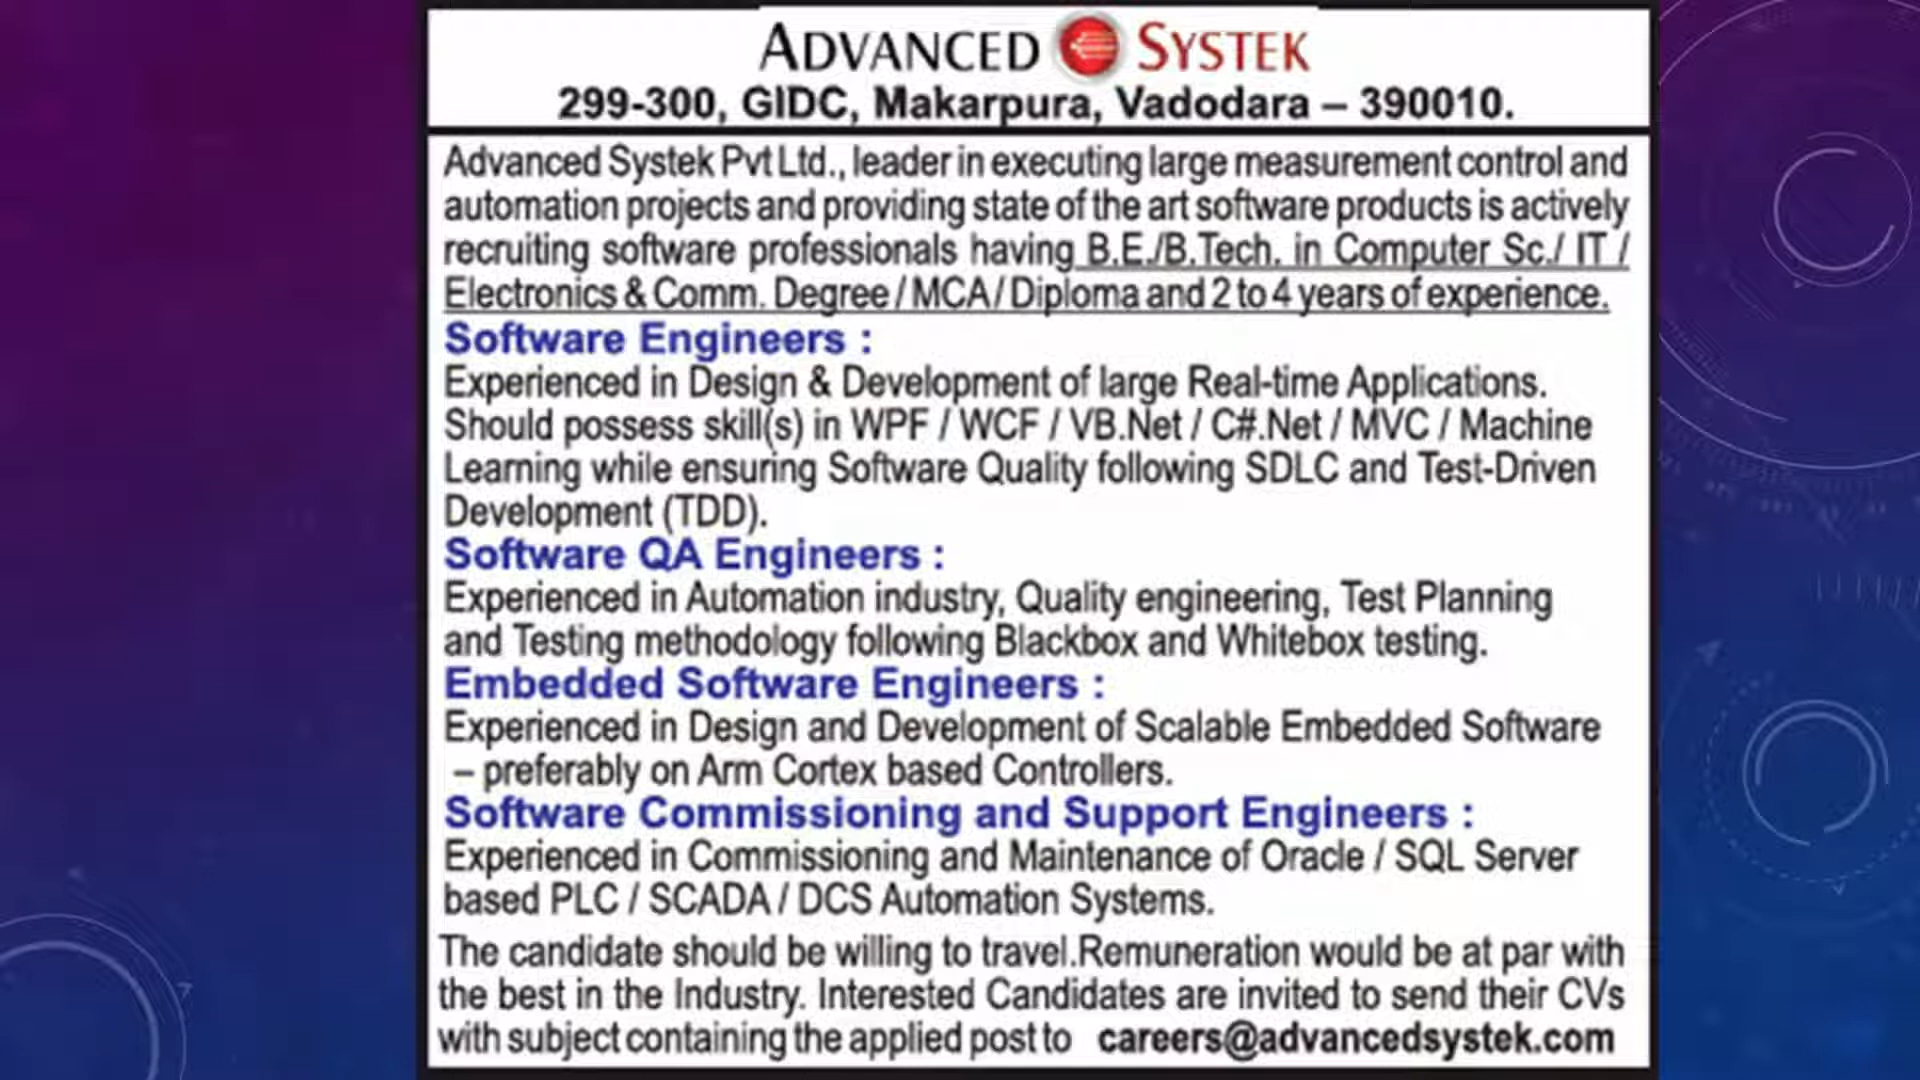 ADVANCED SYSTEK
299-300, GIDC, Makarpura, Vadodara – 390010.
Advanced Systek Pvt Ltd., leader in executing large measurement control and
automation projects and providing state of the art software products is actively
recruiting software professionals having B.E./B.Tech. in Computer Sc./ IT /
Electronics & Comm. Degree / MCA / Diploma and 2 to 4 years of experience.
Software Engineers :
Experienced in Design & Development of large Real-time Applications.
Should possess skill(s) in WPF / WCF / VB.Net / C#.Net / MVC / Machine
Learning while ensuring Software Quality following SDLC and Test-Driven
Development (TDD).
Software QA Engineers :
Experienced in Automation industry, Quality engineering, Test Planning
and Testing methodology following Blackbox and Whitebox testing.
Embedded Software Engineers :
Experienced in Design and Development of Scalable Embedded Software
– preferably on Arm Cortex based Controllers.
Software Commissioning and Support Engineers :
Experienced in Commissioning and Maintenance of Oracle / SQL Server
based PLC / SCADA / DCS Automation Systems.
The candidate should be willing to travel.Remuneration would be at par with
the best in the Industry. Interested Candidates are invited to send their CVs
with subject containing the applied post to careers@advancedsystek.com